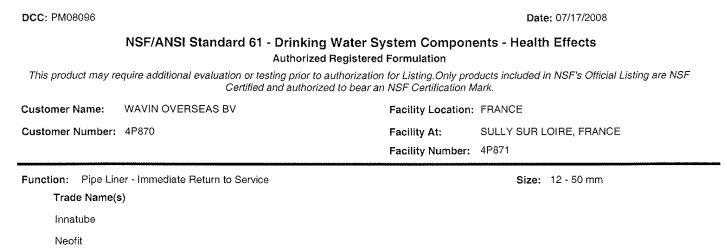 DCC: PM08096 Date: 07/17/2008
NSF/ANSI Standard 61 - Drinking Water System Components - Health Effects
Authorized Registered Formulation
This product may require additional evaluation or testing prior to authorization for Listing.Only products included in NSF's Official Listing are NSF
Certified and authorized to bear an NSF Certification Mark.
Customer Name: WAVIN OVERSEAS BV Facility Location: FRANCE
Customer Number: 4P870 Facility At: SULLY SUR LOIRE, FRANCE
Facility Number: 4P871
Function: Pipe Liner - Immediate Return to Service Size: 12 - 50 mm
Trade Name(s)
Innatube
Neofit